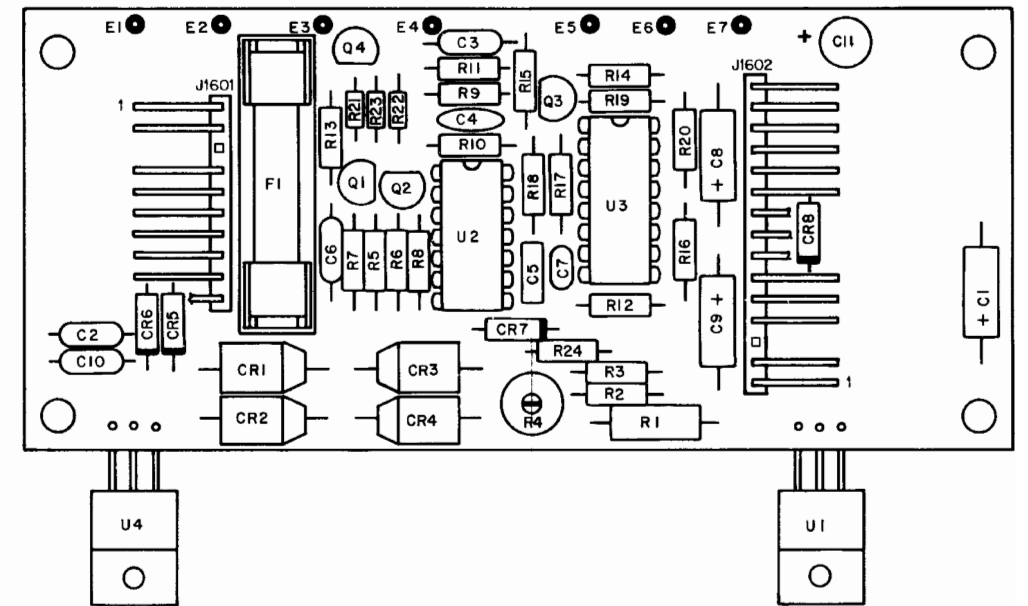 E1 E2 E3 E4 E5 E6 E7
+ C11
Q4
C3
R11
R9
C4
R10
R15
Q3
R14
R19
J1601
1
J1602
R21
R23
R22
R13
F1
Q1
Q2
R20
C8
+
R18
R17
U3
U2
CR8
C6
R7
R5
R6
R8
C5
C7
R16
C9 +
R12
+ C1
CR6
CR5
C2
C10
CR7
R24
CR1
CR3
R3
R2
1
CR2
CR4
R4
R1
U4
U1